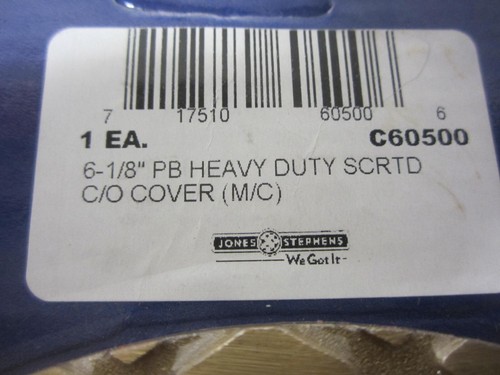 7 17510 60500 6
1 EA. C60500
6-1/8" PB HEAVY DUTY SCRTD
C/O COVER (M/C)
JONES STEPHENS
We Got It